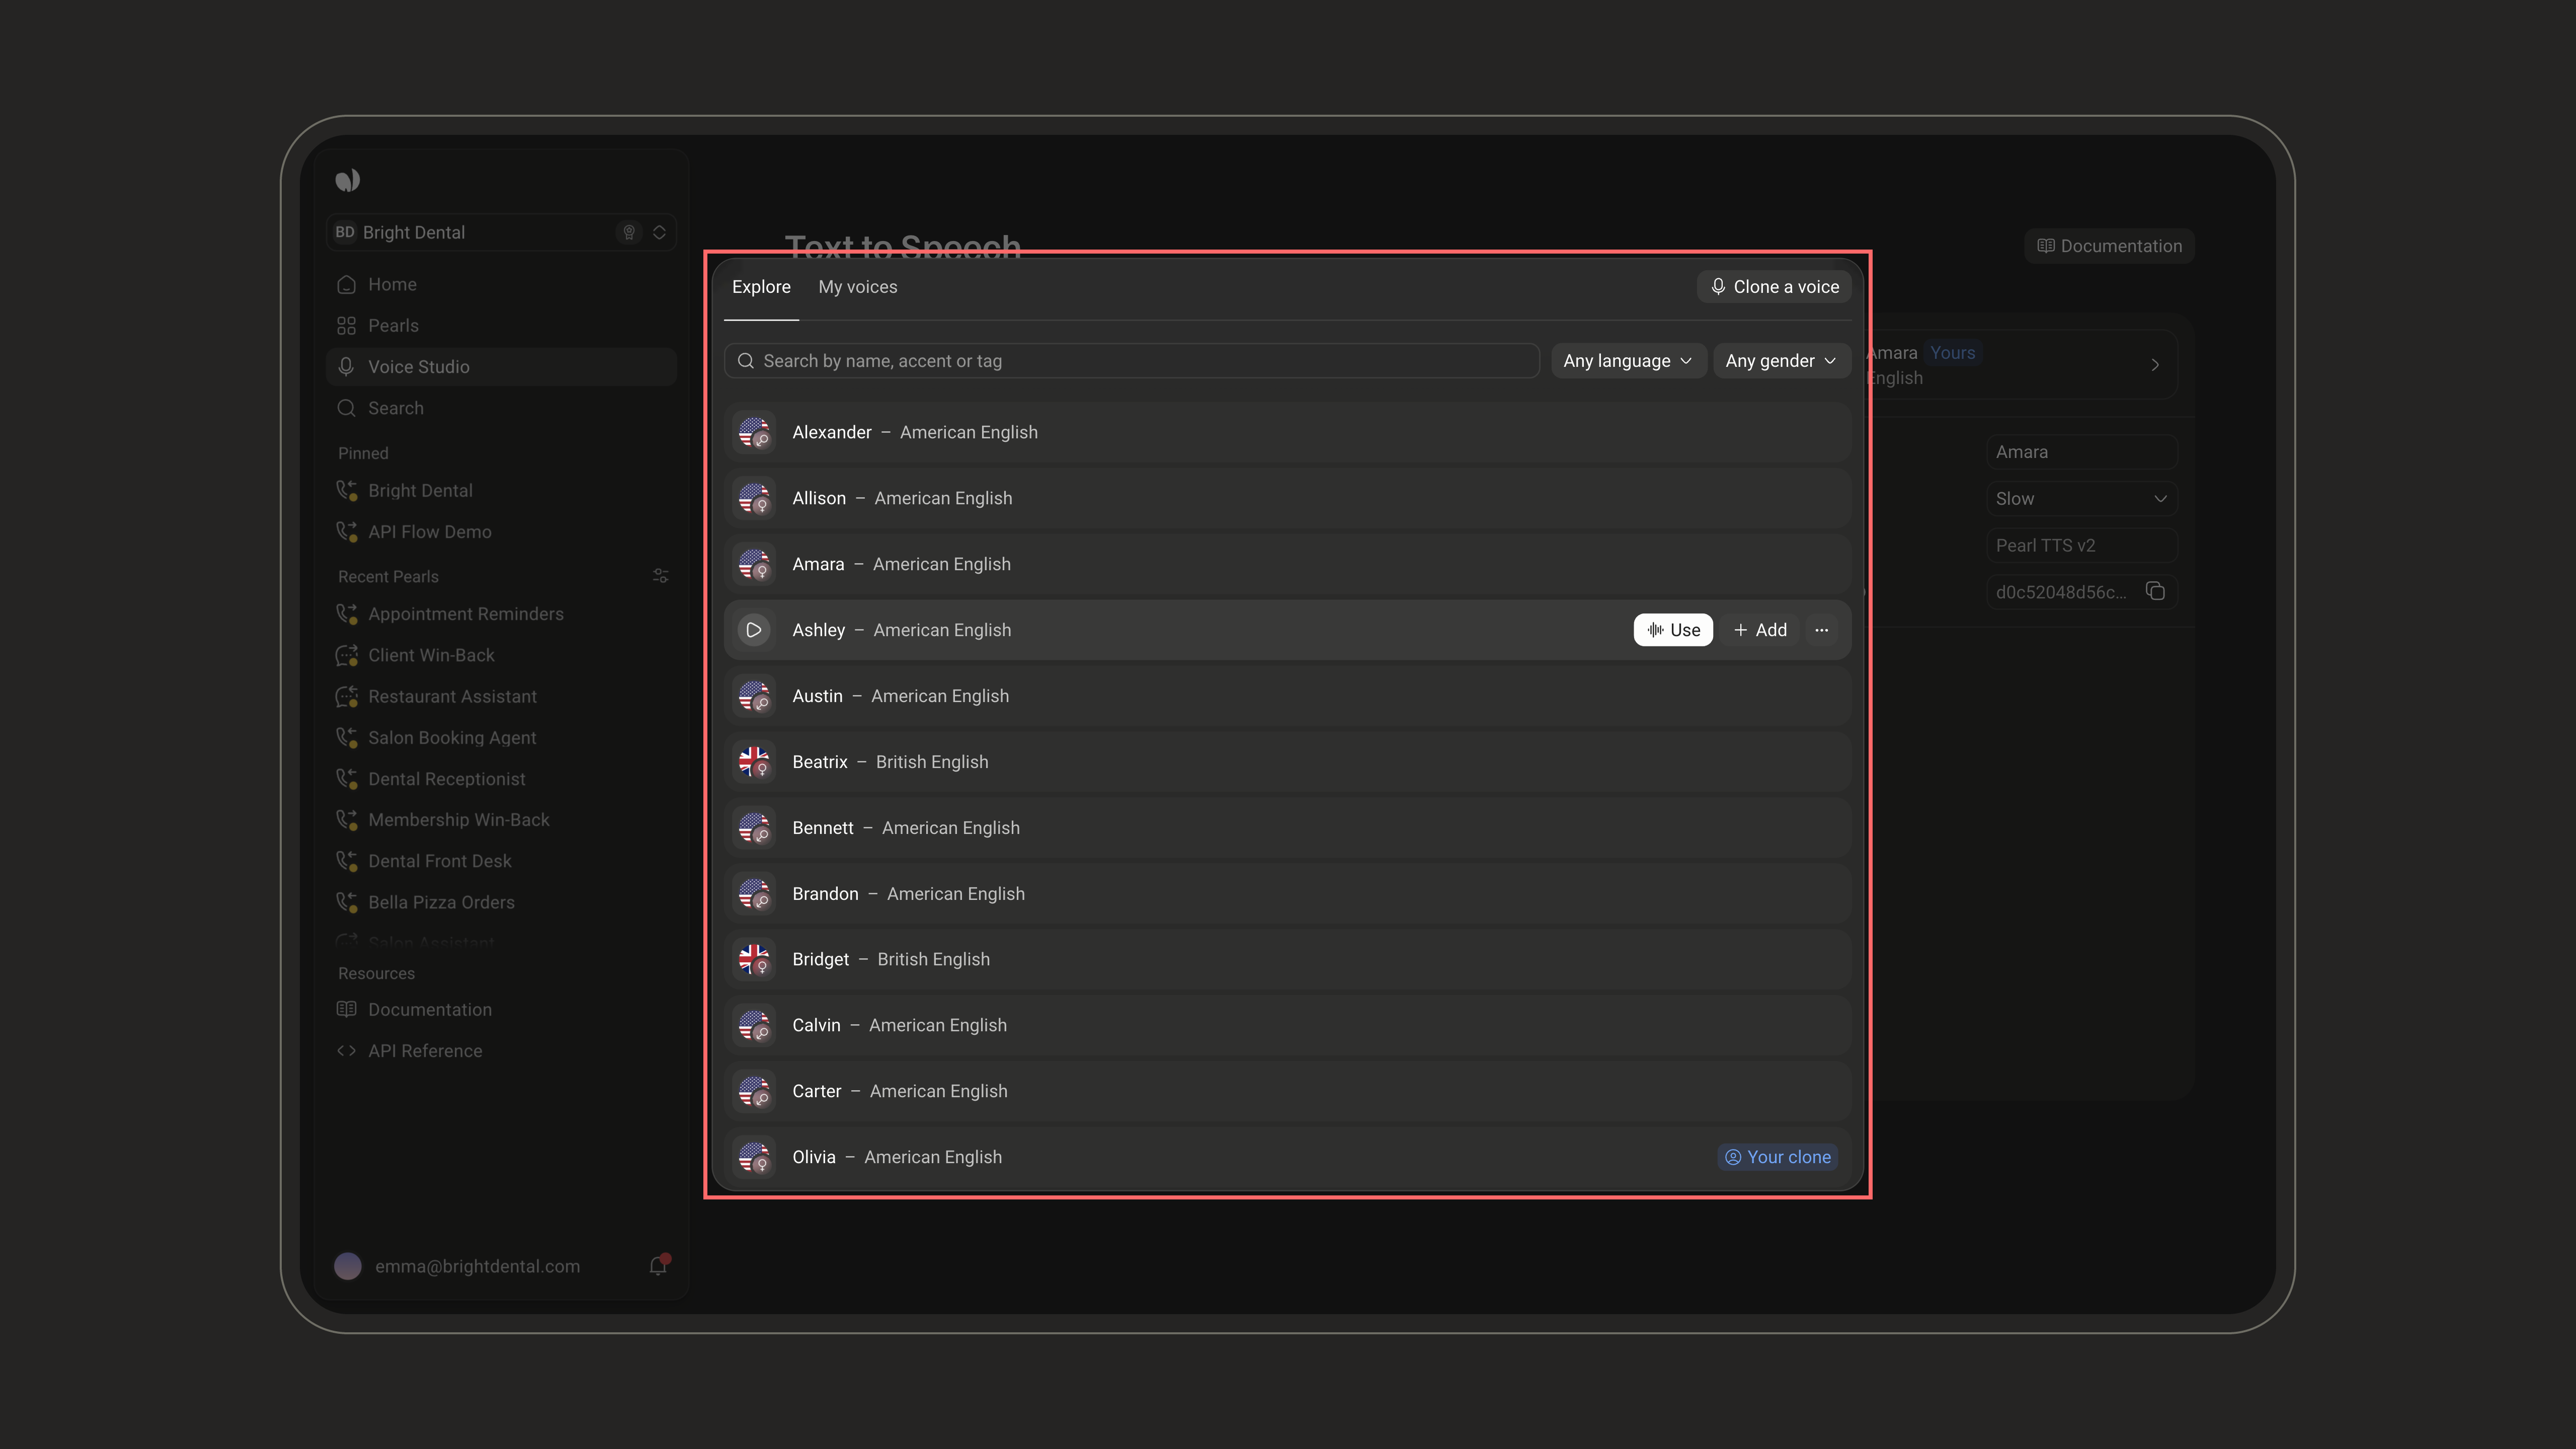 BD Bright Dental
Home
Pearls
Voice Studio
Search
Pinned
Bright Dental
API Flow Demo
Recent Pearls
Appointment Reminders
Client Win-Back
Restaurant Assistant
Salon Booking Agent
Dental Receptionist
Membership Win-Back
Dental Front Desk
Bella Pizza Orders
Salon Assistant
Resources
Documentation
API Reference
emma@brightdental.com
Text to Speech
Documentation
Explore My voices Clone a voice
Search by name, accent or tag Any language Any gender
Alexander – American English
Allison – American English
Amara – American English
Ashley – American English Use + Add ...
Austin – American English
Beatrix – British English
Bennett – American English
Brandon – American English
Bridget – British English
Calvin – American English
Carter – American English
Olivia – American English Your clone
Amara Yours
English
Amara
Slow
Pearl TTS v2
d0c52048d56c...